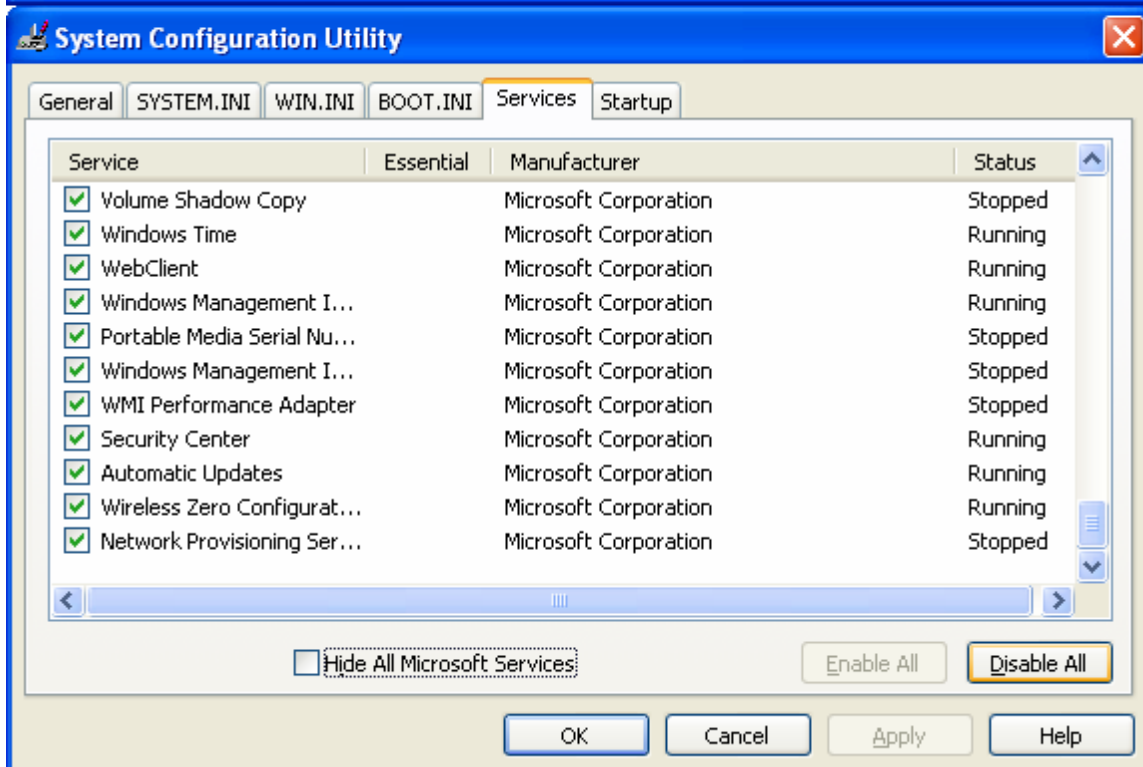 System Configuration Utility
General SYSTEM.INI WIN.INI BOOT.INI Services Startup
Service Essential Manufacturer Status
Volume Shadow Copy Microsoft Corporation Stopped
Windows Time Microsoft Corporation Running
WebClient Microsoft Corporation Running
Windows Management I... Microsoft Corporation Running
Portable Media Serial Nu... Microsoft Corporation Stopped
Windows Management I... Microsoft Corporation Stopped
WMI Performance Adapter Microsoft Corporation Stopped
Security Center Microsoft Corporation Running
Automatic Updates Microsoft Corporation Running
Wireless Zero Configurat... Microsoft Corporation Running
Network Provisioning Ser... Microsoft Corporation Stopped
Hide All Microsoft Services Enable All Disable All
OK Cancel Apply Help